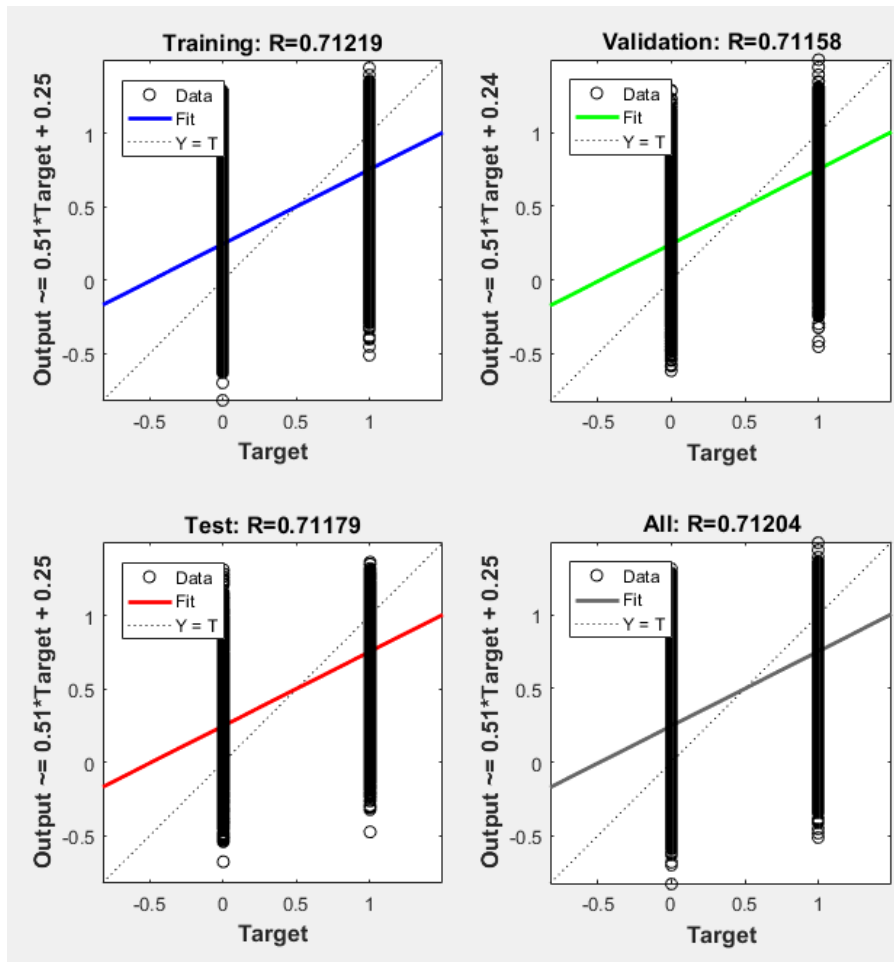 Training: R=0.71219
Output ~= 0.51*Target + 0.25
Data
Fit
Y = T
1
0.5
0
-0.5
-0.5
0
0.5
1
Target
Validation: R=0.71158
Output ~= 0.51*Target + 0.24
Data
Fit
Y = T
1
0.5
0
-0.5
-0.5
0
0.5
1
Target
Test: R=0.71179
Output ~= 0.51*Target + 0.25
Data
Fit
Y = T
1
0.5
0
-0.5
-0.5
0
0.5
1
Target
All: R=0.71204
Output ~= 0.51*Target + 0.25
Data
Fit
Y = T
1
0.5
0
-0.5
-0.5
0
0.5
1
Target